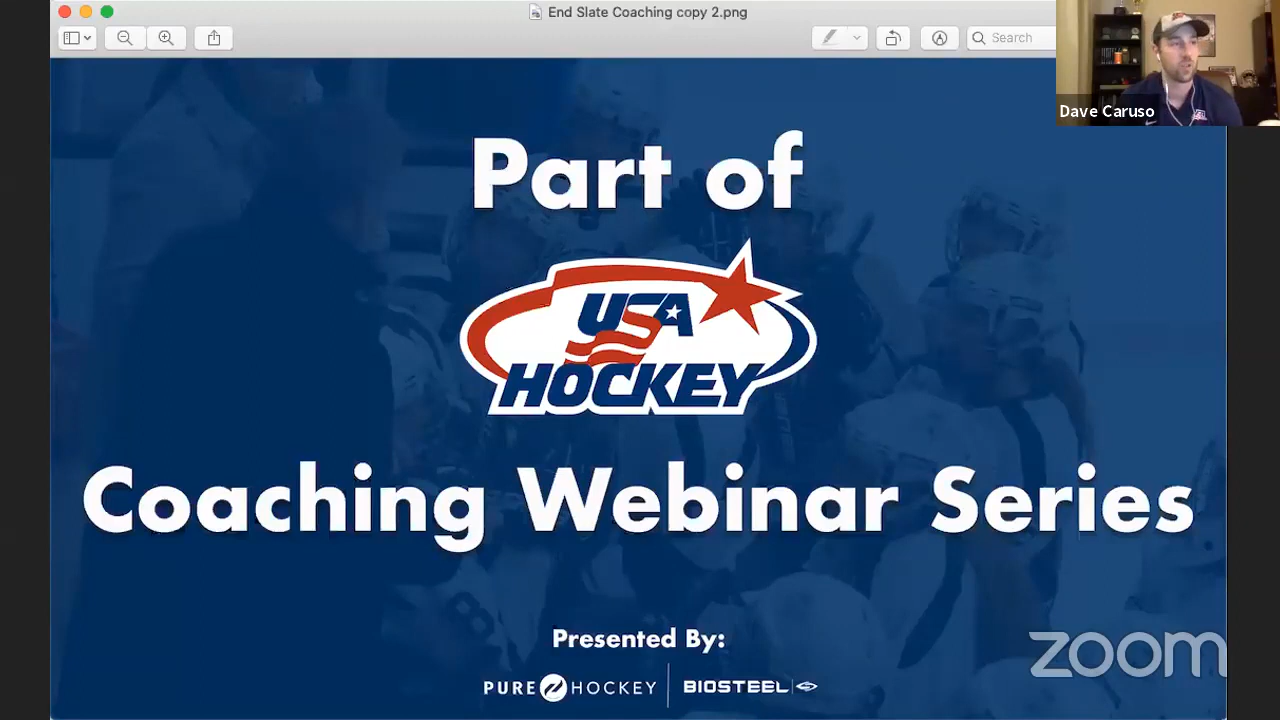 End Slate Coaching copy 2.png
Search
Dave Caruso
Part of
USA
HOCKEY
Coaching Webinar Series
Presented By:
PURE HOCKEY BIOSTEEL
zoom